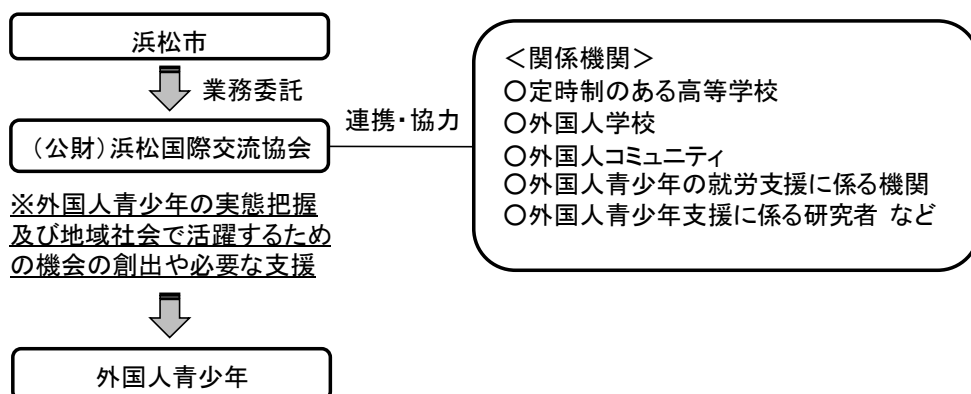 浜松市
業務委託
（公財）浜松国際交流協会
連携・協力
＜関係機関＞
○定時制のある高等学校
○外国人学校
○外国人コミュニティ
○外国人青少年の就労支援に係る機関
○外国人青少年支援に係る研究者 など
※外国人青少年の実態把握
及び地域社会で活躍するため
の機会の創出や必要な支援
外国人青少年